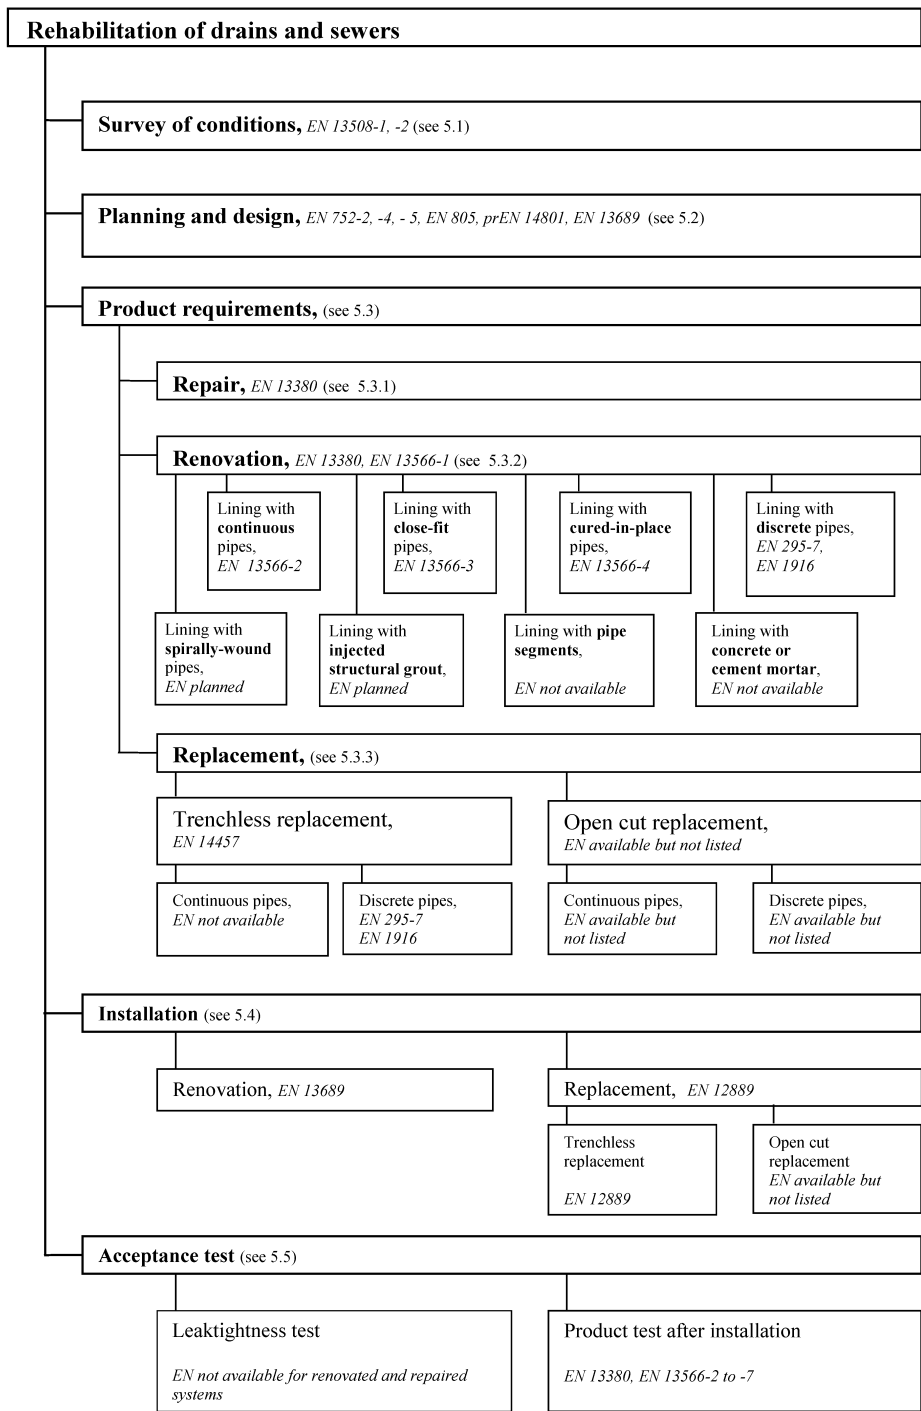 Rehabilitation of drains and sewers
Survey of conditions, EN 13508-1, -2 (see 5.1)
Planning and design, EN 752-2, -4, - 5, EN 805, prEN 14801, EN 13689 (see 5.2)
Product requirements, (see 5.3)
Repair, EN 13380 (see 5.3.1)
Renovation, EN 13380, EN 13566-1 (see 5.3.2)
Lining with
continuous
pipes,
EN 13566-2
Lining with
close-fit
pipes,
EN 13566-3
Lining with
cured-in-place
pipes,
EN 13566-4
Lining with
discrete pipes,
EN 295-7,
EN 1916
Lining with
spirally-wound
pipes,
EN planned
Lining with
injected
structural grout,
EN planned
Lining with pipe
segments,
EN not available
Lining with
concrete or
cement mortar,
EN not available
Replacement, (see 5.3.3)
Trenchless replacement,
EN 14457
Open cut replacement,
EN available but not listed
Continuous pipes,
EN not available
Discrete pipes,
EN 295-7
EN 1916
Continuous pipes,
EN available but
not listed
Discrete pipes,
EN available but
not listed
Installation (see 5.4)
Renovation, EN 13689
Replacement, EN 12889
Trenchless
replacement
EN 12889
Open cut
replacement
EN available but
not listed
Acceptance test (see 5.5)
Leaktightness test
EN not available for renovated and repaired
systems
Product test after installation
EN 13380, EN 13566-2 to -7